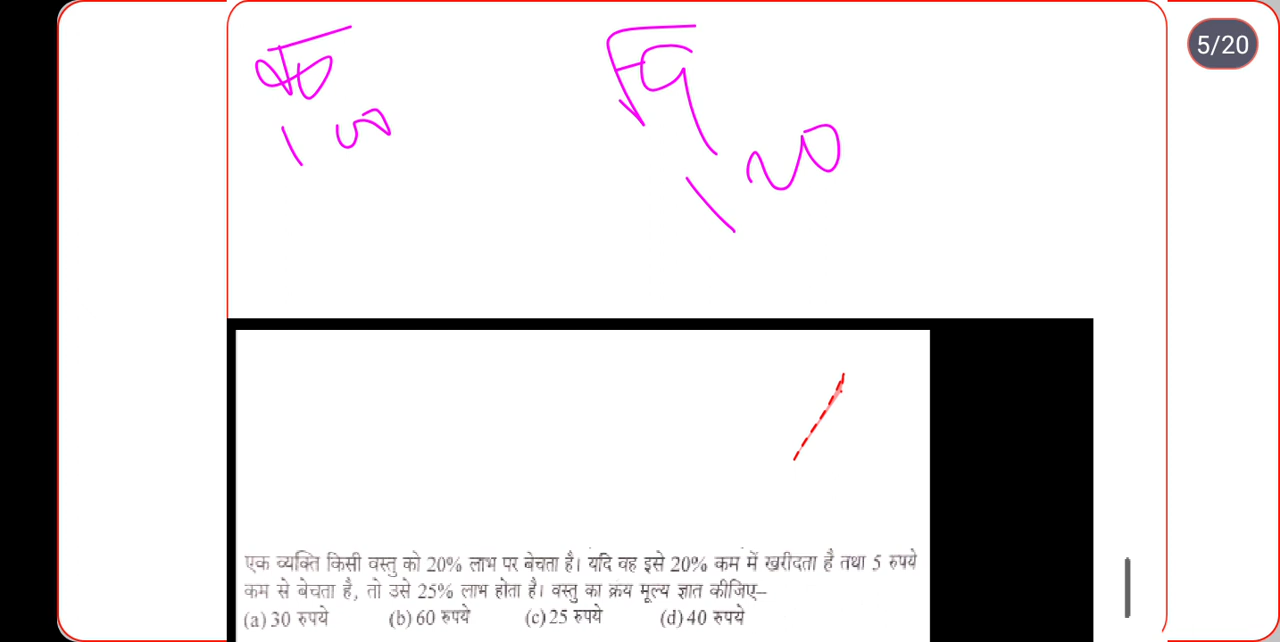 5/20
क्र वि
100 120
एक व्यक्ति किसी वस्तु को 20% लाभ पर बेचता है। यदि वह इसे 20% कम में खरीदता है तथा 5 रुपये
कम से बेचता है, तो उसे 25% लाभ होता है। वस्तु का क्रय मूल्य ज्ञात कीजिए–
(a) 30 रुपये (b) 60 रुपये (c) 25 रुपये (d) 40 रुपये